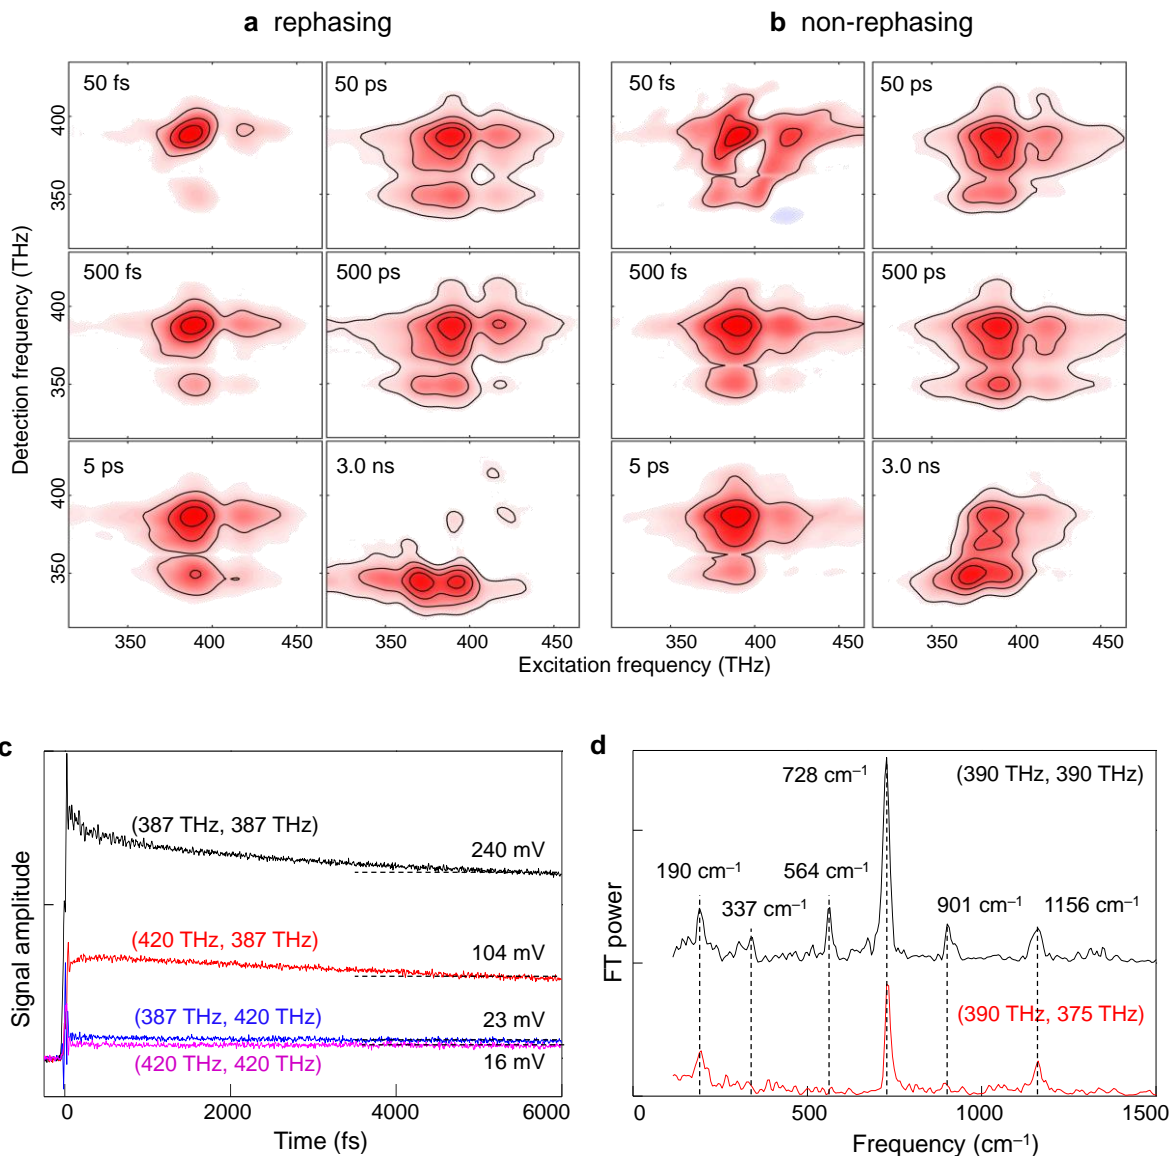 a rephasing
b non-rephasing
50 fs
50 ps
50 fs
50 ps
400
350
500 fs
500 ps
500 fs
500 ps
400
350
5 ps
3.0 ns
5 ps
3.0 ns
400
350
Detection frequency (THz)
350 400 450 350 400 450 350 400 450 350 400 450
Excitation frequency (THz)
c
(387 THz, 387 THz)
240 mV
(420 THz, 387 THz)
104 mV
(387 THz, 420 THz)
23 mV
(420 THz, 420 THz)
16 mV
Signal amplitude
0 2000 4000 6000
Time (fs)
d
728 cm⁻¹
(390 THz, 390 THz)
190 cm⁻¹
564 cm⁻¹
337 cm⁻¹
901 cm⁻¹
1156 cm⁻¹
(390 THz, 375 THz)
FT power
0 500 1000 1500
Frequency (cm⁻¹)